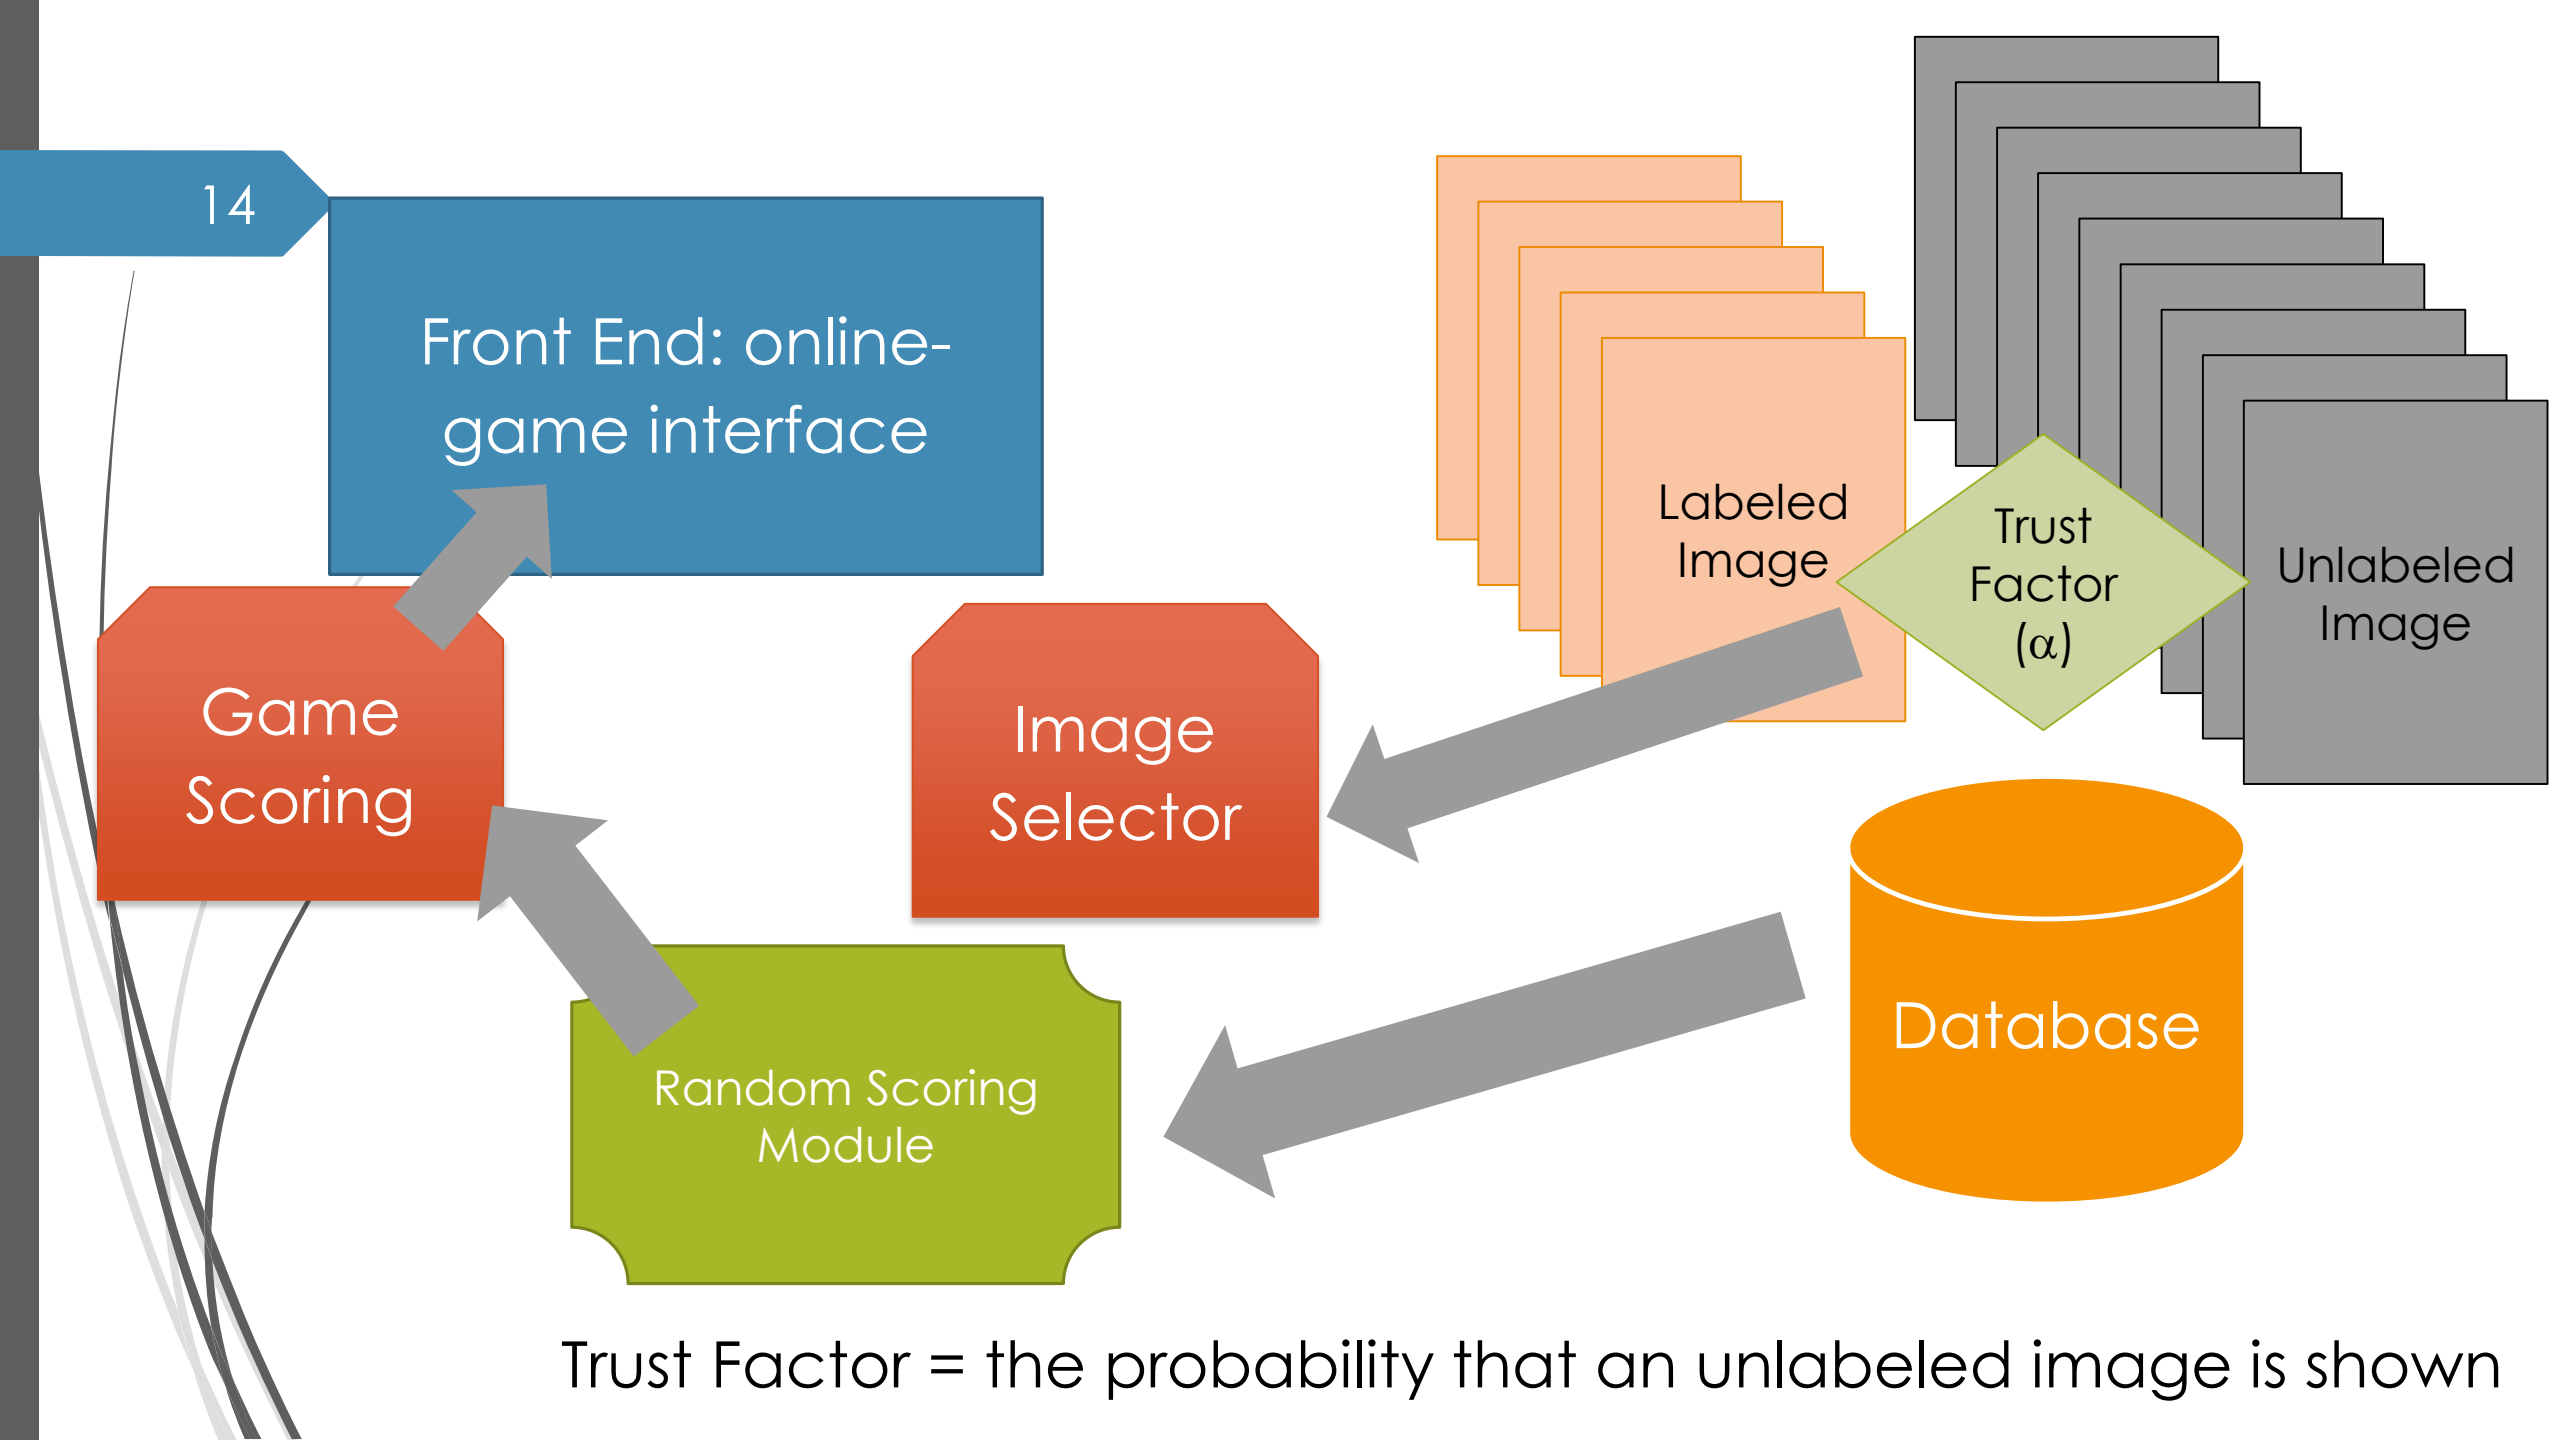 14
Front End: online-
game interface
Labeled
Image
Trust
Factor
(α)
Unlabeled
Image
Game
Scoring
Image
Selector
Database
Random Scoring
Module
Trust Factor = the probability that an unlabeled image is shown